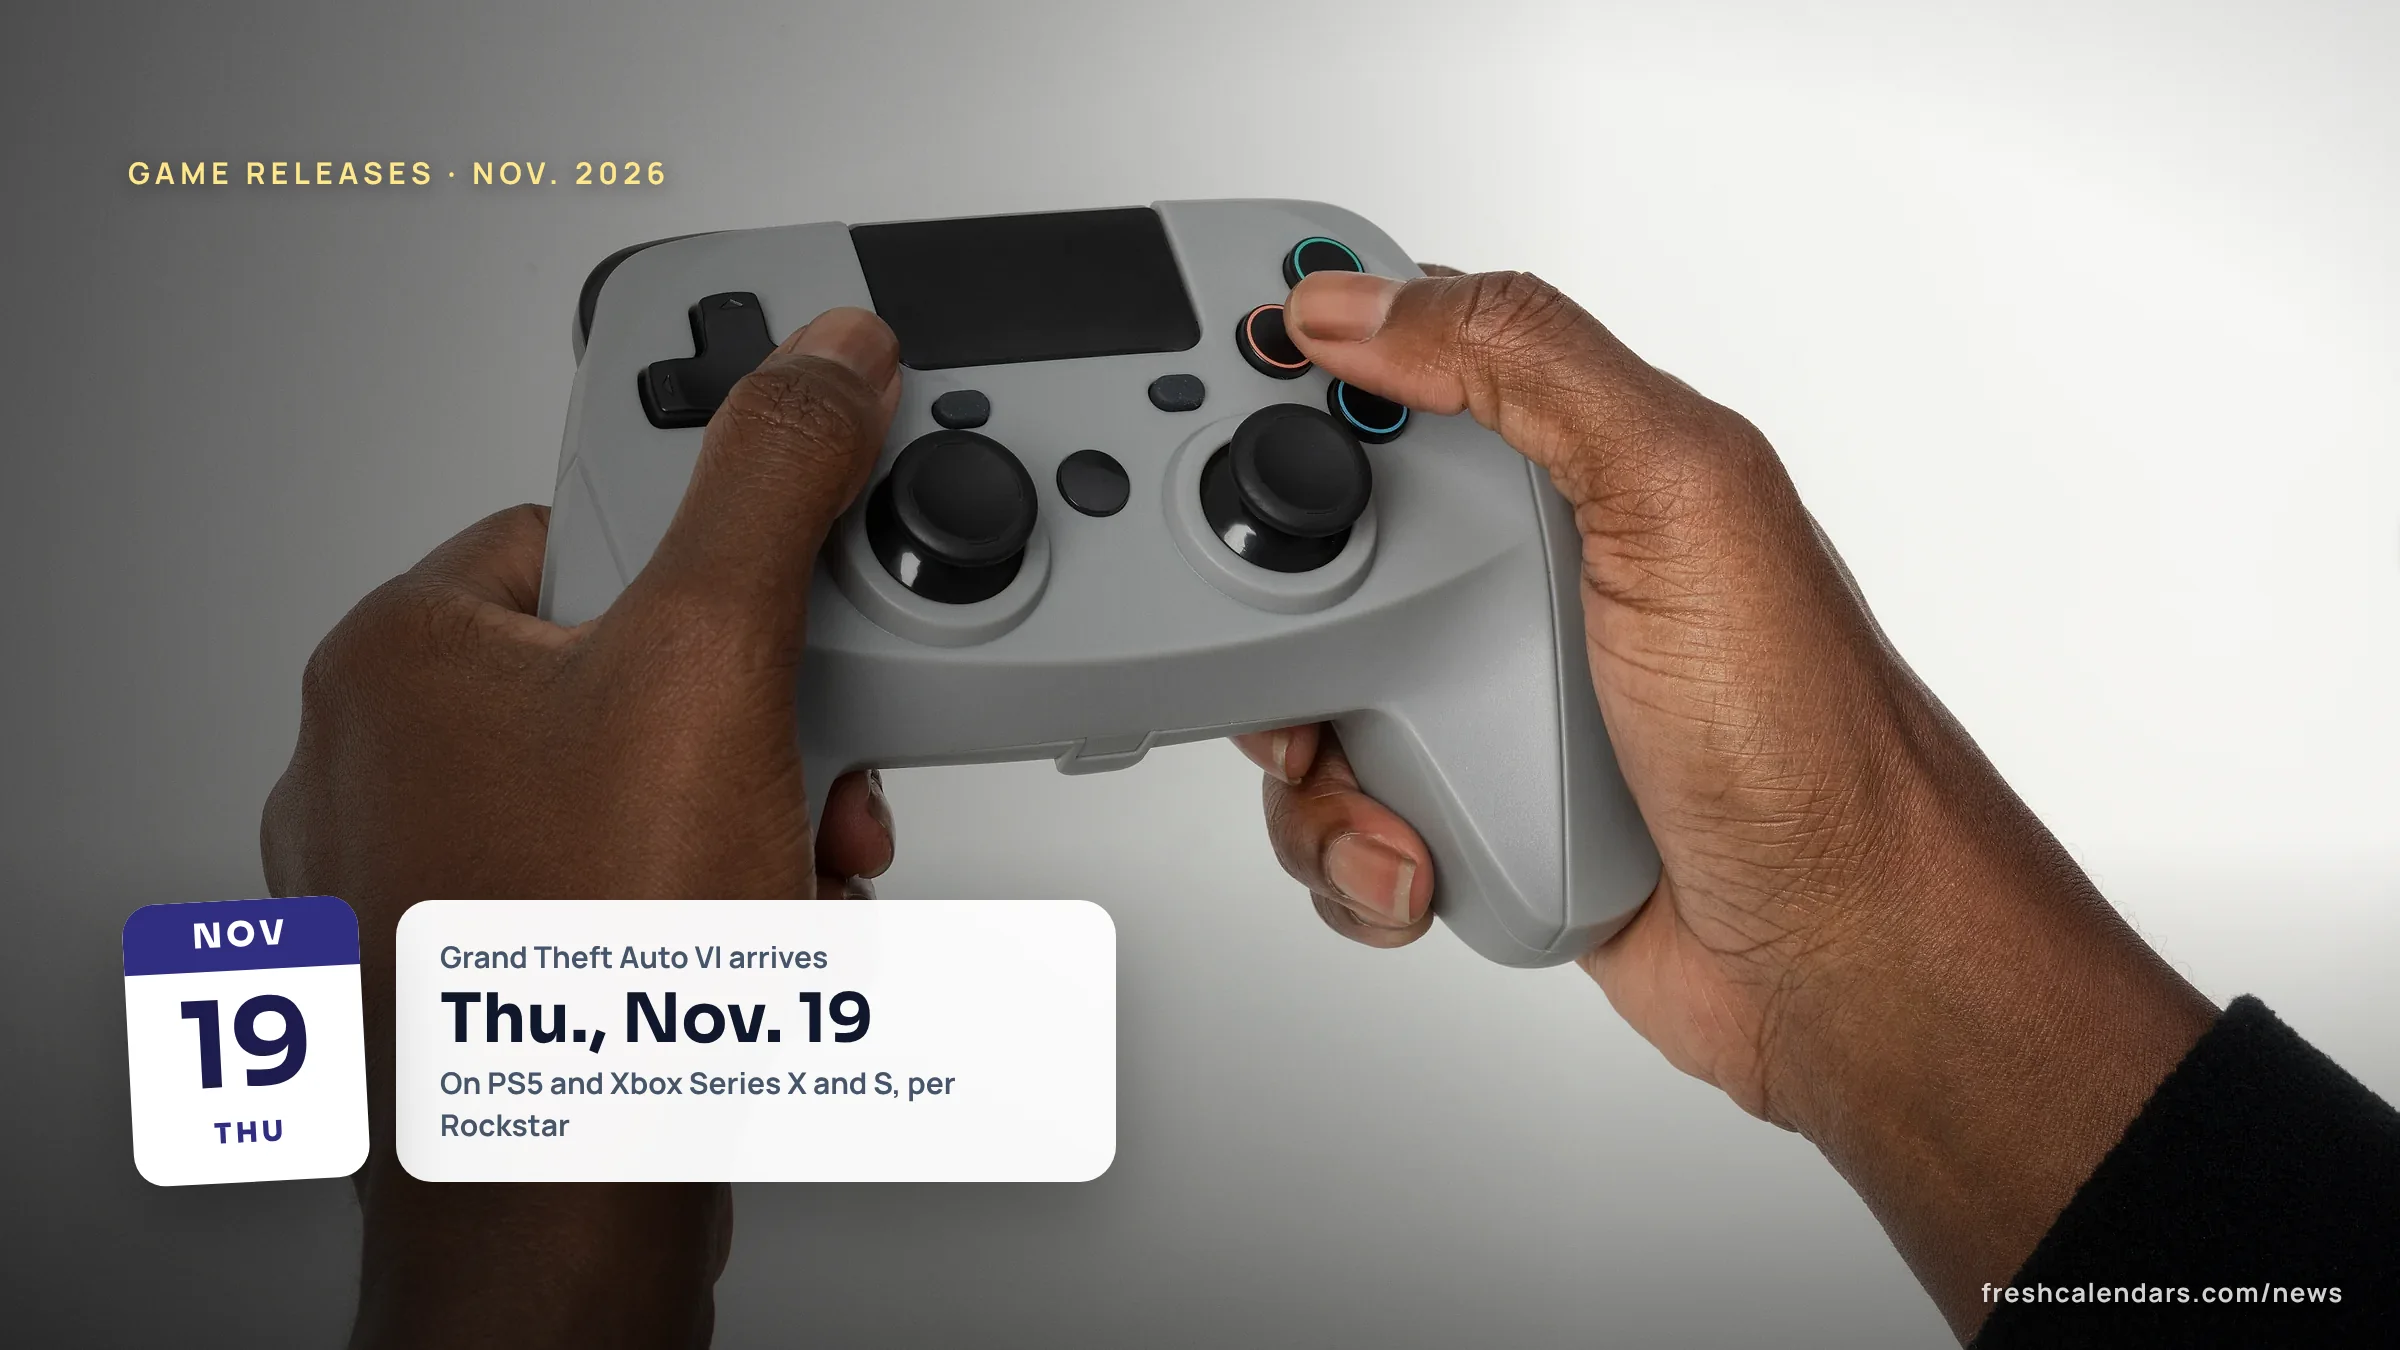 GAME RELEASES · NOV. 2026
NOV
19
THU
Grand Theft Auto VI arrives
Thu., Nov. 19
On PS5 and Xbox Series X and S, per
Rockstar
freshcalendars.com/news